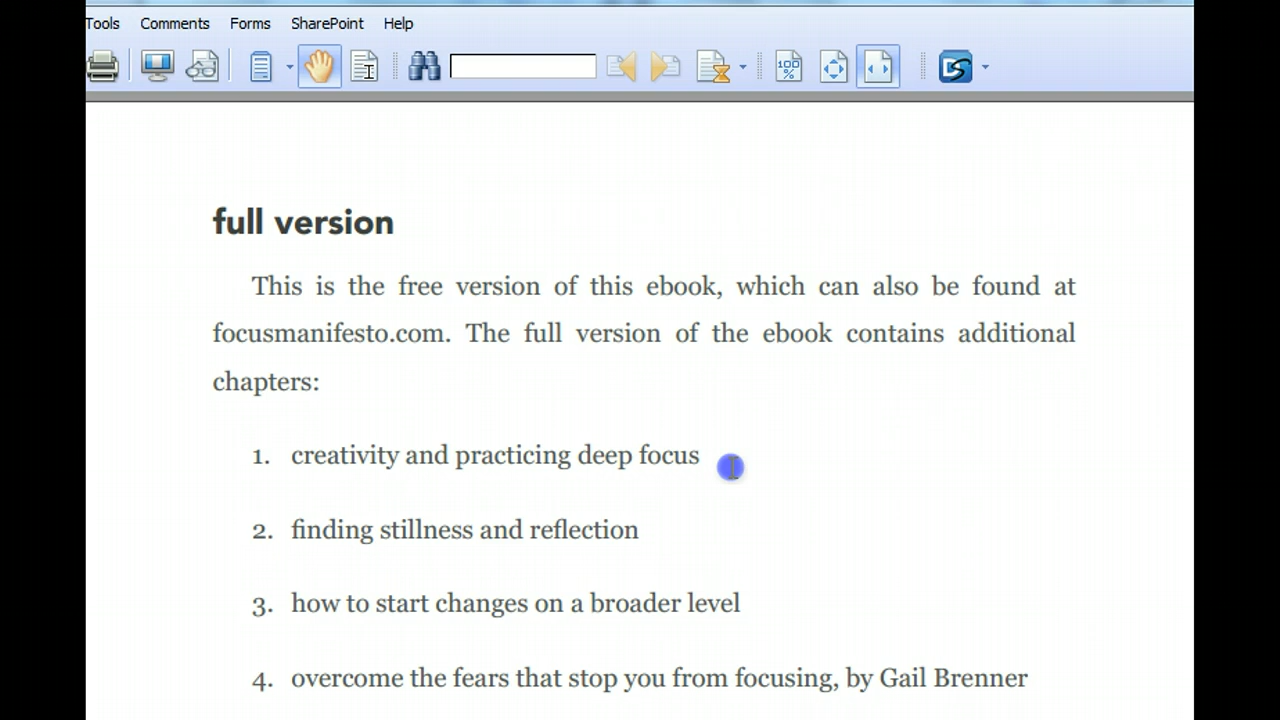 Tools Comments Forms SharePoint Help
100 %
full version
This is the free version of this ebook, which can also be found at
focusmanifesto.com. The full version of the ebook contains additional
chapters:
1. creativity and practicing deep focus
2. finding stillness and reflection
3. how to start changes on a broader level
4. overcome the fears that stop you from focusing, by Gail Brenner